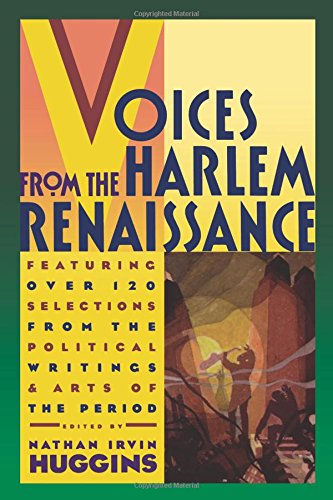 VOICES
FROM THE HARLEM
RENAISSANCE
FEATURING
OVER 120
SELECTIONS
FROM THE
POLITICAL
WRITINGS
& ARTS OF
THE PERIOD
EDITED BY
NATHAN IRVIN
HUGGINS